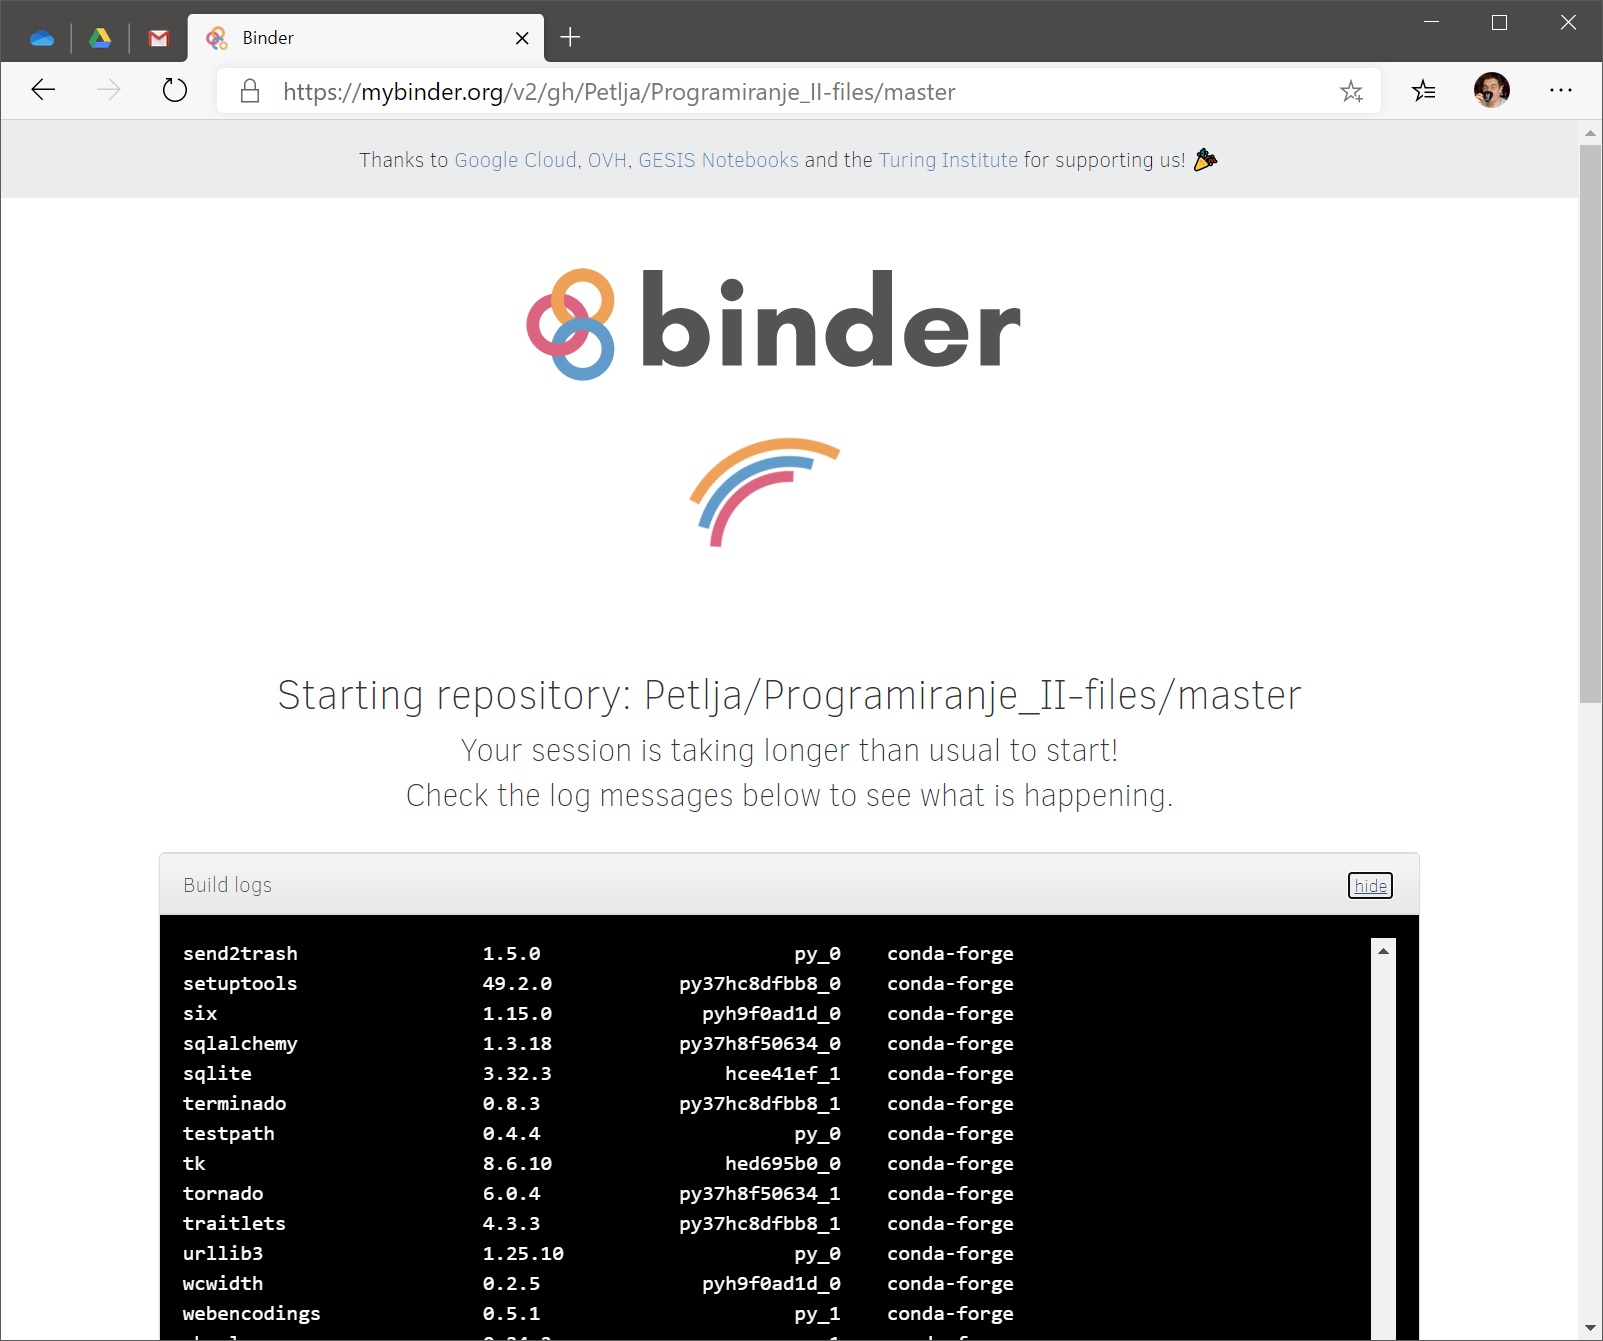 Binder
https://mybinder.org/v2/gh/Petlja/Programiranje_II-files/master
Thanks to Google Cloud, OVH, GESIS Notebooks and the Turing Institute for supporting us!
binder
Starting repository: Petlja/Programiranje_II-files/master
Your session is taking longer than usual to start!
Check the log messages below to see what is happening.
Build logs hide
send2trash 1.5.0 py_0 conda-forge
setuptools 49.2.0 py37hc8dfbb8_0 conda-forge
six 1.15.0 pyh9f0ad1d_0 conda-forge
sqlalchemy 1.3.18 py37h8f50634_0 conda-forge
sqlite 3.32.3 hcee41ef_1 conda-forge
terminado 0.8.3 py37hc8dfbb8_1 conda-forge
testpath 0.4.4 py_0 conda-forge
tk 8.6.10 hed695b0_0 conda-forge
tornado 6.0.4 py37h8f50634_1 conda-forge
traitlets 4.3.3 py37hc8dfbb8_1 conda-forge
urllib3 1.25.10 py_0 conda-forge
wcwidth 0.2.5 pyh9f0ad1d_0 conda-forge
webencodings 0.5.1 py_1 conda-forge